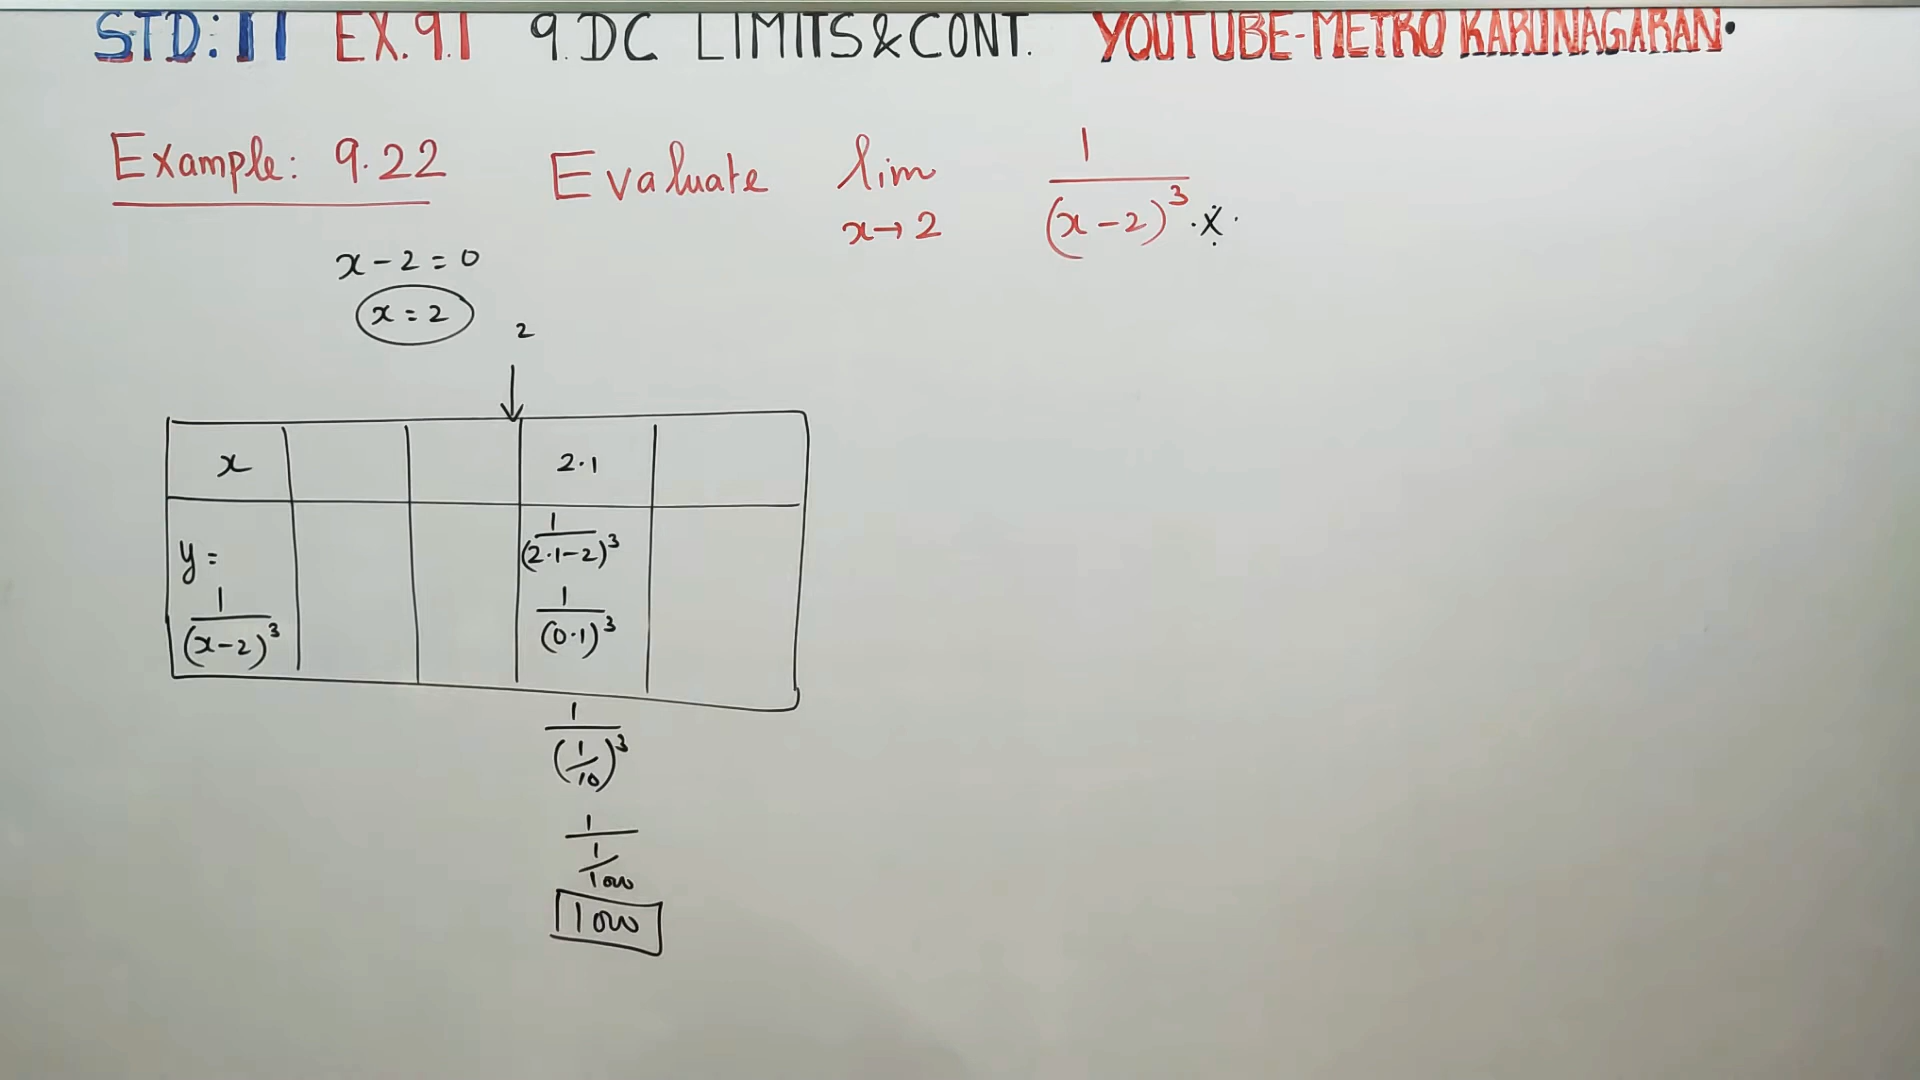 STD: 11 EX.9.1 9.DC LIMITS & CONT. YOUTUBE-METRO KARUNAGARAN.
Example: 9.22 Evaluate lim x→2 1/(x-2)^3 . x .
x-2=0
x=2
2
x 2.1
y= 1/(x-2)^3
1/(2.1-2)^3
1/(0.1)^3
1/(1/10)^3
1/(1/1000)
1000